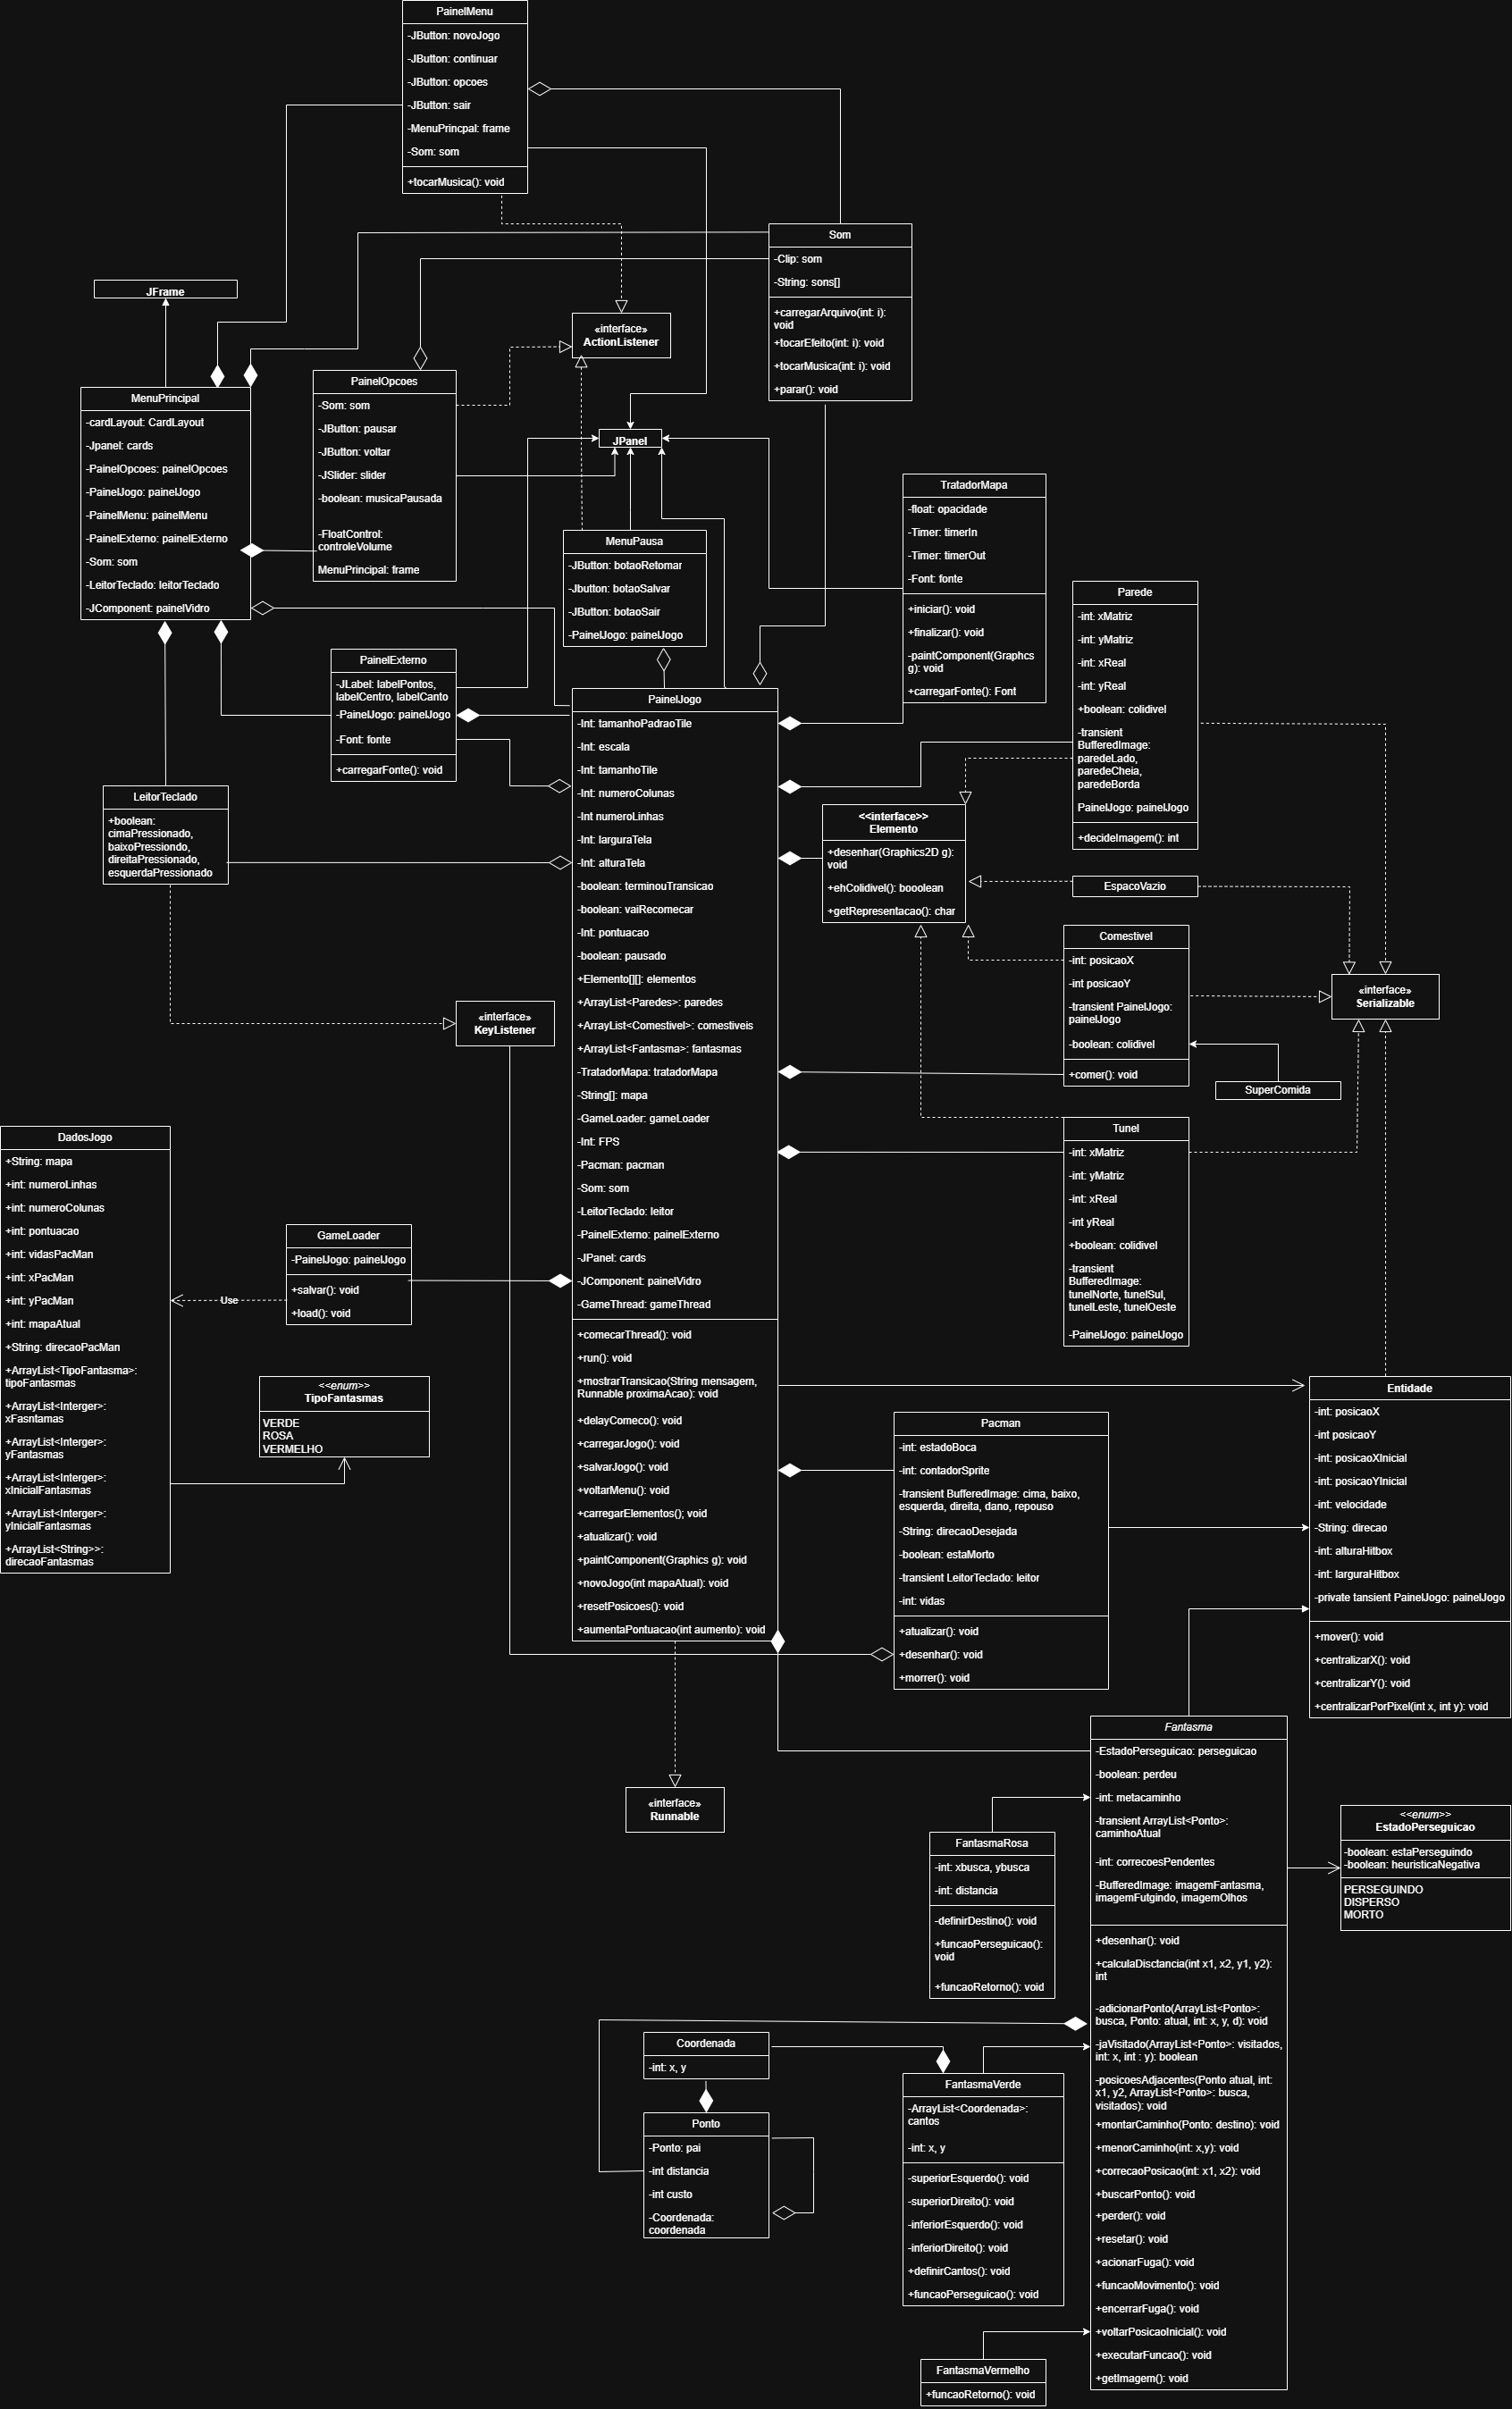 PainelMenu
-JButton: novoJogo
-JButton: continuar
-JButton: opcoes
-JButton: sair
-MenuPrincpal: frame
-Som: som
+tocarMusica(): void
Som
-Clip: som
-String: sons[]
+carregarArquivo(int: i):
void
+tocarEfeito(int: i): void
+tocarMusica(int: i): void
+parar(): void
JFrame
«interface»
ActionListener
MenuPrincipal
-cardLayout: CardLayout
-Jpanel: cards
-PainelOpcoes: painelOpcoes
-PainelJogo: painelJogo
-PainelMenu: painelMenu
-PainelExterno: painelExterno
-Som: som
-LeitorTeclado: leitorTeclado
-JComponent: painelVidro
PainelOpcoes
-Som: som
-JButton: pausar
-JButton: voltar
-JSlider: slider
-boolean: musicaPausada
-FloatControl:
controleVolume
MenuPrincipal: frame
JPanel
MenuPausa
-JButton: botaoRetornar
-Jbutton: botaoSalvar
-JButton: botaoSair
-PainelJogo: painelJogo
TratadorMapa
-float: opacidade
-Timer: timerIn
-Timer: timerOut
-Font: fonte
+iniciar(): void
+finalizar(): void
-paintComponent(Graphcs
g): void
+carregarFonte(): Font
Parede
-int: xMatriz
-int: yMatriz
-int: xReal
-int: yReal
+boolean: colidivel
-transient
BufferedImage:
paredeLado,
paredeCheia,
paredeBorda
PainelJogo: painelJogo
+decideImagem(): int
PainelExterno
-JLabel: labelPontos,
labelCentro, labelCanto
-PainelJogo: painelJogo
-Font: fonte
+carregarFonte(): void
LeitorTeclado
+boolean:
cimaPressionado,
baixoPressiondo,
direitaPressionado,
esquerdaPressionado
PainelJogo
-Int: tamanhoPadraoTile
-Int: escala
-Int: tamanhoTile
-Int: numeroColunas
-Int numeroLinhas
-Int: larguraTela
-Int: alturaTela
-boolean: terminouTransicao
-boolean: vaiRecomecar
-Int: pontuacao
-boolean: pausado
+Elemento[][]: elementos
+ArrayList<Paredes>: paredes
+ArrayList<Comestivel>: comestiveis
+ArrayList<Fantasma>: fantasmas
-TratadorMapa: tratadorMapa
-String[]: mapa
-GameLoader: gameLoader
-Int: FPS
-Pacman: pacman
-Som: som
-LeitorTeclado: leitor
-PainelExterno: painelExterno
-JPanel: cards
-JComponent: painelVidro
-GameThread: gameThread
+comecarThread(): void
+run(): void
+mostrarTransicao(String mensagem,
Runnable proximaAcao): void
+delayComeco(): void
+carregarJogo(): void
+salvarJogo(): void
+voltarMenu(): void
+carregarElementos(); void
+atualizar(): void
+paintComponent(Graphics g): void
+novoJogo(int mapaAtual): void
+resetPosicoes(): void
+aumentaPontuacao(int aumento): void
<<interface>>
Elemento
+desenhar(Graphics2D g):
void
+ehColidivel(): booolean
+getRepresentacao(): char
EspacoVazio
Comestivel
-int: posicaoX
-int posicaoY
-transient PainelJogo:
painelJogo
-boolean: colidivel
+comer(): void
«interface»
Serializable
SuperComida
«interface»
KeyListener
Tunel
-int: xMatriz
-int: yMatriz
-int: xReal
-int yReal
+boolean: colidivel
-transient
BufferedImage:
tunelNorte, tunelSul,
tunelLeste, tunelOeste
-PainelJogo: painelJogo
DadosJogo
+String: mapa
+int: numeroLinhas
+int: numeroColunas
+int: pontuacao
+int: vidasPacMan
+int: xPacMan
+int: yPacMan
+int: mapaAtual
+String: direcaoPacMan
+ArrayList<TipoFantasma>:
tipoFantasmas
+ArrayList<Interger>:
xFasntamas
+ArrayList<Interger>:
yFantasmas
+ArrayList<Interger>:
xInicialFantasmas
+ArrayList<Interger>:
yInicialFantasmas
+ArrayList<String>>:
direcaoFantasmas
GameLoader
-PainelJogo: painelJogo
+salvar(): void
+load(): void
Use
<<enum>>
TipoFantasmas
VERDE
ROSA
VERMELHO
Pacman
-int: estadoBoca
-int: contadorSprite
-transient BufferedImage: cima, baixo,
esquerda, direita, dano, repouso
-String: direcaoDesejada
-boolean: estaMorto
-transient LeitorTeclado: leitor
-int: vidas
+atualizar(): void
+desenhar(): void
+morrer(): void
Entidade
-int: posicaoX
-int posicaoY
-int: posicaoXInicial
-int: posicaoYInicial
-int: velocidade
-String: direcao
-int: alturaHitbox
-int: larguraHitbox
-private tansient PainelJogo: painelJogo
+mover(): void
+centralizarX(): void
+centralizarY(): void
+centralizarPorPixel(int x, int y): void
«interface»
Runnable
Fantasma
-EstadoPerseguicao: perseguicao
-boolean: perdeu
-int: metacaminho
-transient ArrayList<Ponto>:
caminhoAtual
-int: correcoesPendentes
-BufferedImage: imagemFantasma,
imagemFutgindo, imagemOlhos
+desenhar(): void
+calculaDisctancia(int x1, x2, y1, y2):
int
-adicionarPonto(ArrayList<Ponto>:
busca, Ponto: atual, int: x, y, d): void
-jaVisitado(ArrayList<Ponto>: visitados,
int: x, int : y): boolean
-posicoesAdjacentes(Ponto atual, int:
x1, y2, ArrayList<Ponto>: busca,
visitados): void
+montarCaminho(Ponto: destino): void
+menorCaminho(int: x,y): void
+correcaoPosicao(int: x1, x2): void
+buscarPonto(): void
+perder(): void
+resetar(): void
+acionarFuga(): void
+funcaoMovimento(): void
+encerrarFuga(): void
+voltarPosicaoInicial(): void
+executarFuncao(): void
+getImagem(): void
<<enum>>
EstadoPerseguicao
-boolean: estaPerseguindo
-boolean: heuristicaNegativa
PERSEGUINDO
DISPERSO
MORTO
FantasmaRosa
-int: xbusca, ybusca
-int: distancia
-definirDestino(): void
+funcaoPerseguicao():
void
+funcaoRetorno(): void
Coordenada
-int: x, y
Ponto
-Ponto: pai
-int distancia
-int custo
-Coordenada:
coordenada
FantasmaVerde
-ArrayList<Coordenada>:
cantos
-int: x, y
-superiorEsquerdo(): void
-superiorDireito(): void
-inferiorEsquerdo(): void
-inferiorDireito(): void
+definirCantos(): void
+funcaoPerseguicao(): void
FantasmaVermelho
+funcaoRetorno(): void